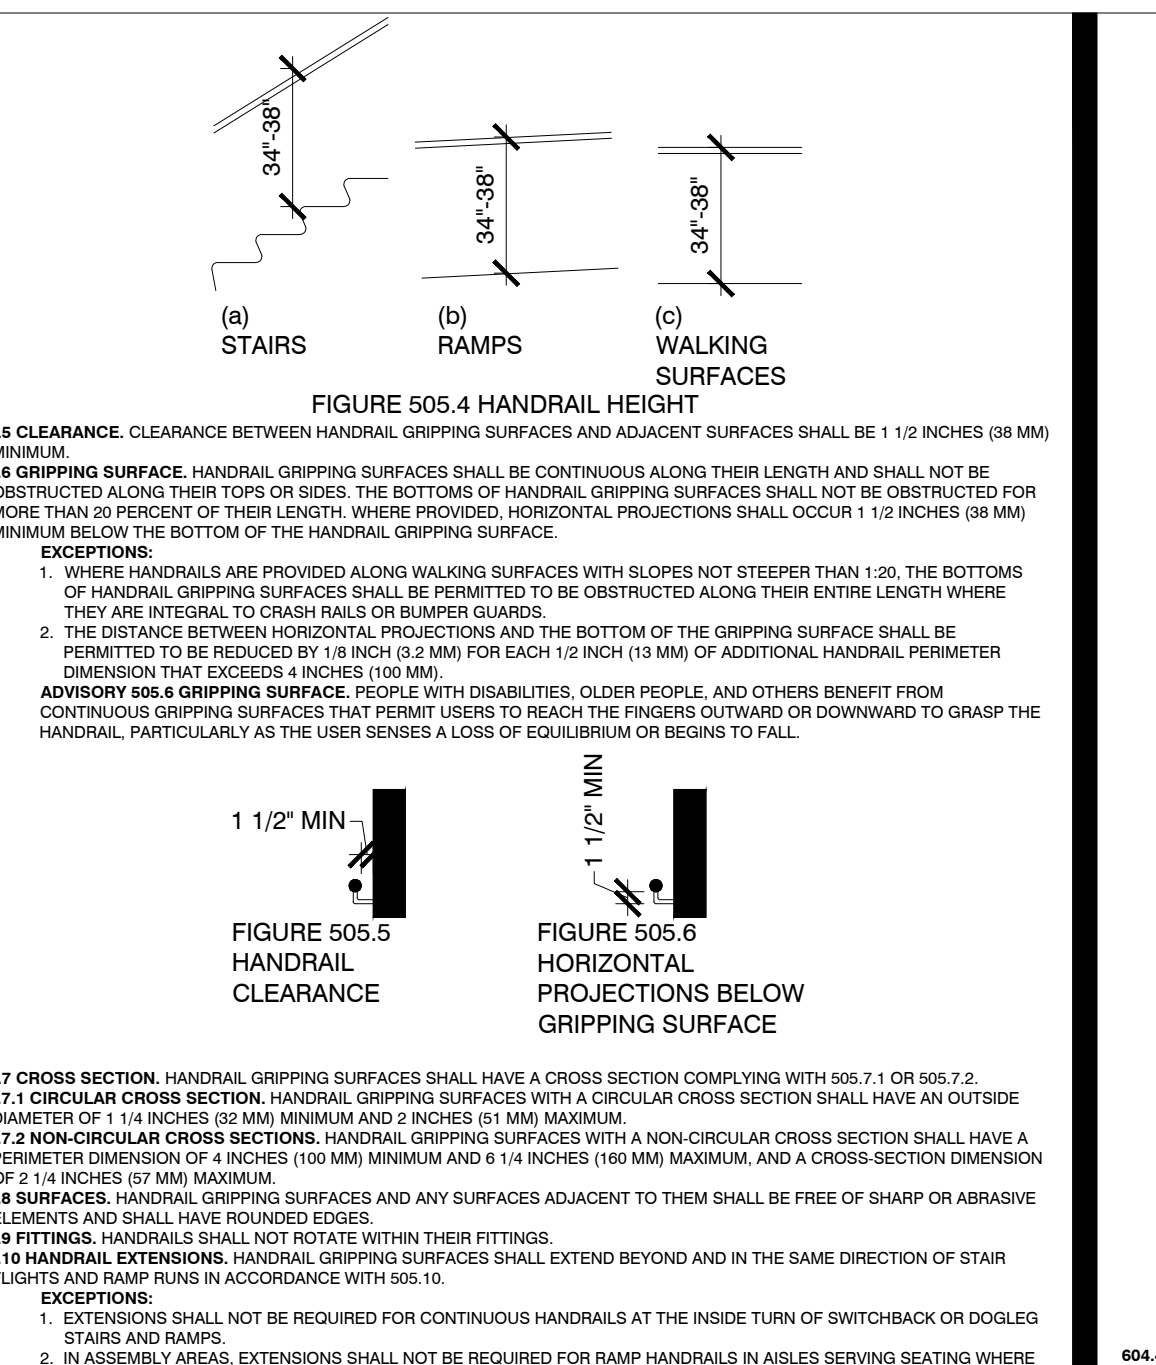 34"-38"
34"-38"
34"-38"
(a)
STAIRS
(b)
RAMPS
(c)
WALKING
SURFACES
FIGURE 505.4 HANDRAIL HEIGHT
.5 CLEARANCE. CLEARANCE BETWEEN HANDRAIL GRIPPING SURFACES AND ADJACENT SURFACES SHALL BE 1 1/2 INCHES (38 MM)
MINIMUM.
.6 GRIPPING SURFACE. HANDRAIL GRIPPING SURFACES SHALL BE CONTINUOUS ALONG THEIR LENGTH AND SHALL NOT BE
OBSTRUCTED ALONG THEIR TOPS OR SIDES. THE BOTTOMS OF HANDRAIL GRIPPING SURFACES SHALL NOT BE OBSTRUCTED FOR
MORE THAN 20 PERCENT OF THEIR LENGTH. WHERE PROVIDED, HORIZONTAL PROJECTIONS SHALL OCCUR 1 1/2 INCHES (38 MM)
MINIMUM BELOW THE BOTTOM OF THE HANDRAIL GRIPPING SURFACE.
EXCEPTIONS:
1. WHERE HANDRAILS ARE PROVIDED ALONG WALKING SURFACES WITH SLOPES NOT STEEPER THAN 1:20, THE BOTTOMS
OF HANDRAIL GRIPPING SURFACES SHALL BE PERMITTED TO BE OBSTRUCTED ALONG THEIR ENTIRE LENGTH WHERE
THEY ARE INTEGRAL TO CRASH RAILS OR BUMPER GUARDS.
2. THE DISTANCE BETWEEN HORIZONTAL PROJECTIONS AND THE BOTTOM OF THE GRIPPING SURFACE SHALL BE
PERMITTED TO BE REDUCED BY 1/8 INCH (3.2 MM) FOR EACH 1/2 INCH (13 MM) OF ADDITIONAL HANDRAIL PERIMETER
DIMENSION THAT EXCEEDS 4 INCHES (100 MM).
ADVISORY 505.6 GRIPPING SURFACE. PEOPLE WITH DISABILITIES, OLDER PEOPLE, AND OTHERS BENEFIT FROM
CONTINUOUS GRIPPING SURFACES THAT PERMIT USERS TO REACH THE FINGERS OUTWARD OR DOWNWARD TO GRASP THE
HANDRAIL, PARTICULARLY AS THE USER SENSES A LOSS OF EQUILIBRIUM OR BEGINS TO FALL.
1 1/2" MIN
1 1/2" MIN
FIGURE 505.5
HANDRAIL
CLEARANCE
FIGURE 505.6
HORIZONTAL
PROJECTIONS BELOW
GRIPPING SURFACE
.7 CROSS SECTION. HANDRAIL GRIPPING SURFACES SHALL HAVE A CROSS SECTION COMPLYING WITH 505.7.1 OR 505.7.2.
.7.1 CIRCULAR CROSS SECTION. HANDRAIL GRIPPING SURFACES WITH A CIRCULAR CROSS SECTION SHALL HAVE AN OUTSIDE
DIAMETER OF 1 1/4 INCHES (32 MM) MINIMUM AND 2 INCHES (51 MM) MAXIMUM.
.7.2 NON-CIRCULAR CROSS SECTIONS. HANDRAIL GRIPPING SURFACES WITH A NON-CIRCULAR CROSS SECTION SHALL HAVE A
PERIMETER DIMENSION OF 4 INCHES (100 MM) MINIMUM AND 6 1/4 INCHES (160 MM) MAXIMUM, AND A CROSS-SECTION DIMENSION
OF 2 1/4 INCHES (57 MM) MAXIMUM.
.8 SURFACES. HANDRAIL GRIPPING SURFACES AND ANY SURFACES ADJACENT TO THEM SHALL BE FREE OF SHARP OR ABRASIVE
ELEMENTS AND SHALL HAVE ROUNDED EDGES.
.9 FITTINGS. HANDRAILS SHALL NOT ROTATE WITHIN THEIR FITTINGS.
.10 HANDRAIL EXTENSIONS. HANDRAIL GRIPPING SURFACES SHALL EXTEND BEYOND AND IN THE SAME DIRECTION OF STAIR
FLIGHTS AND RAMP RUNS IN ACCORDANCE WITH 505.10.
EXCEPTIONS:
1. EXTENSIONS SHALL NOT BE REQUIRED FOR CONTINUOUS HANDRAILS AT THE INSIDE TURN OF SWITCHBACK OR DOGLEG
STAIRS AND RAMPS.
2. IN ASSEMBLY AREAS, EXTENSIONS SHALL NOT BE REQUIRED FOR RAMP HANDRAILS IN AISLES SERVING SEATING WHERE
604.